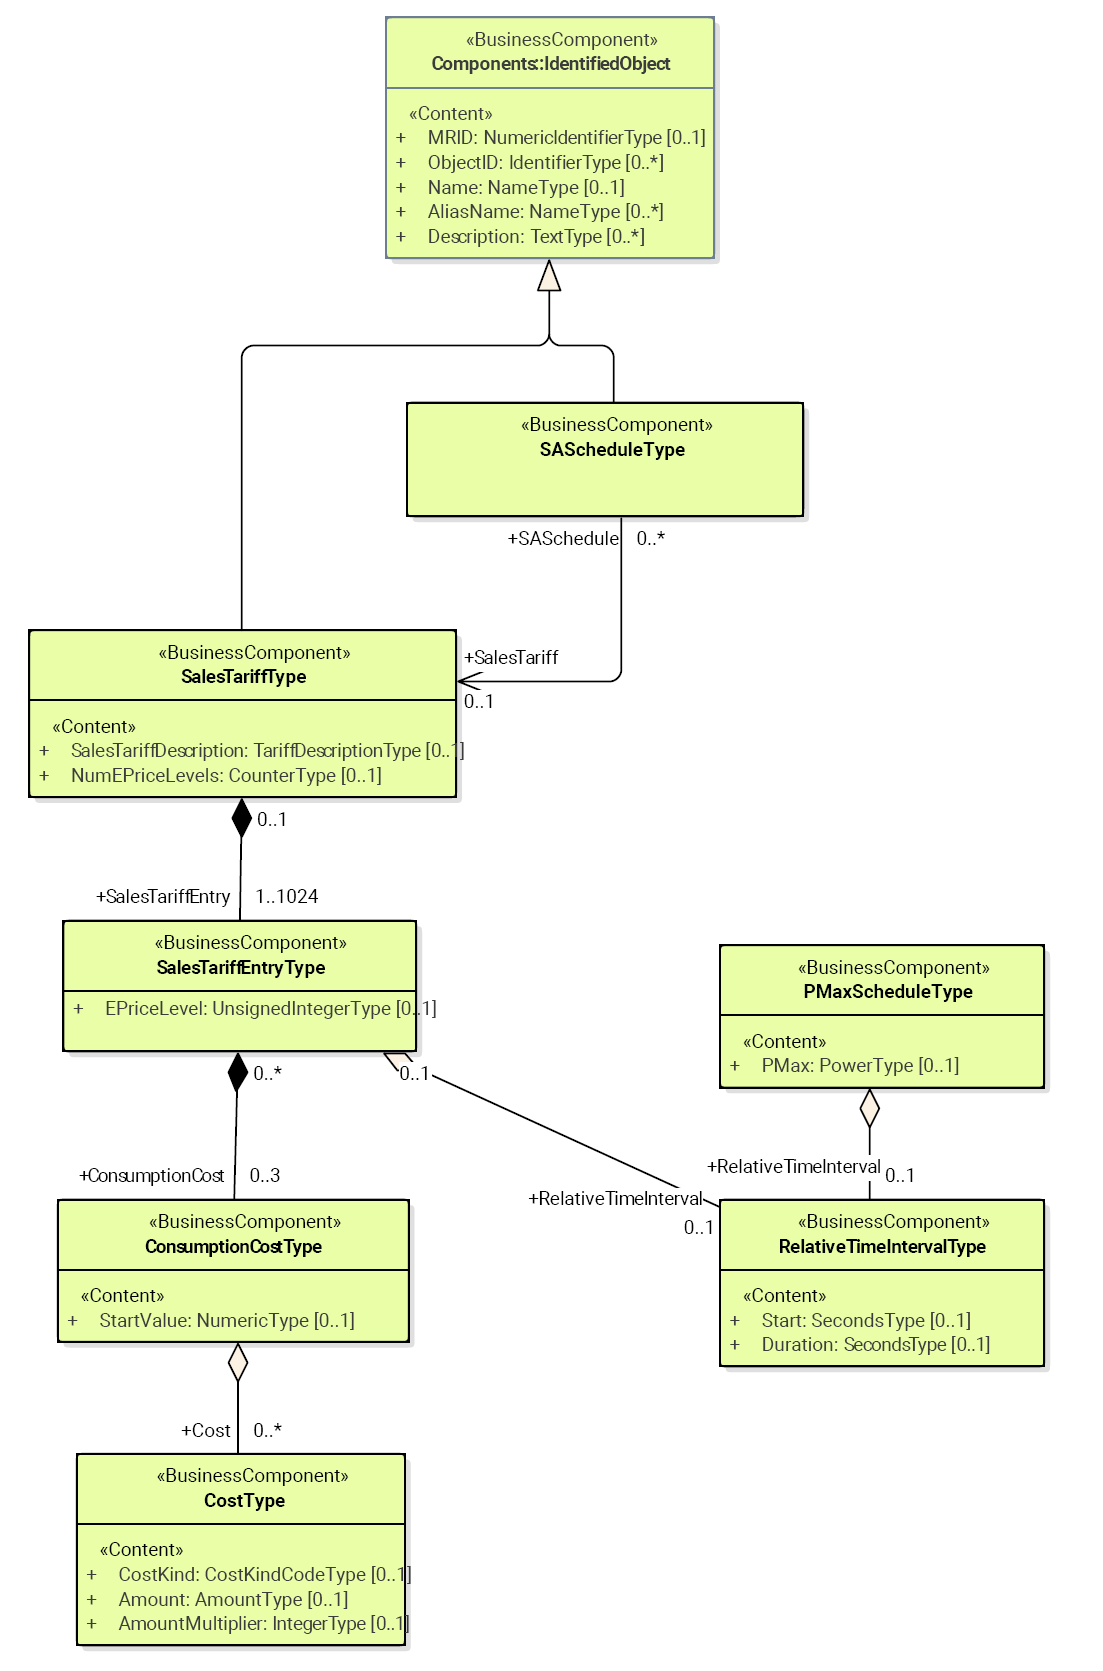 «BusinessComponent»
Components::IdentifiedObject
«Content»
+ MRID: NumericIdentifierType [0..1]
+ ObjectID: IdentifierType [0..*]
+ Name: NameType [0..1]
+ AliasName: NameType [0..*]
+ Description: TextType [0..*]
«BusinessComponent»
SAScheduleType
+SASchedule 0..*
«BusinessComponent»
SalesTariffType
«Content»
+ SalesTariffDescription: TariffDescriptionType [0..1]
+ NumEPriceLevels: CounterType [0..1]
+SalesTariff
0..1
0..1
+SalesTariffEntry 1..1024
«BusinessComponent»
SalesTariffEntryType
+ EPriceLevel: UnsignedIntegerType [0..1]
«BusinessComponent»
PMaxScheduleType
«Content»
+ PMax: PowerType [0..1]
0..*
0..1
+ConsumptionCost 0..3
+RelativeTimeInterval
0..1
+RelativeTimeInterval
0..1
«BusinessComponent»
ConsumptionCostType
«Content»
+ StartValue: NumericType [0..1]
«BusinessComponent»
RelativeTimeIntervalType
«Content»
+ Start: SecondsType [0..1]
+ Duration: SecondsType [0..1]
+Cost 0..*
«BusinessComponent»
CostType
«Content»
+ CostKind: CostKindCodeType [0..1]
+ Amount: AmountType [0..1]
+ AmountMultiplier: IntegerType [0..1]